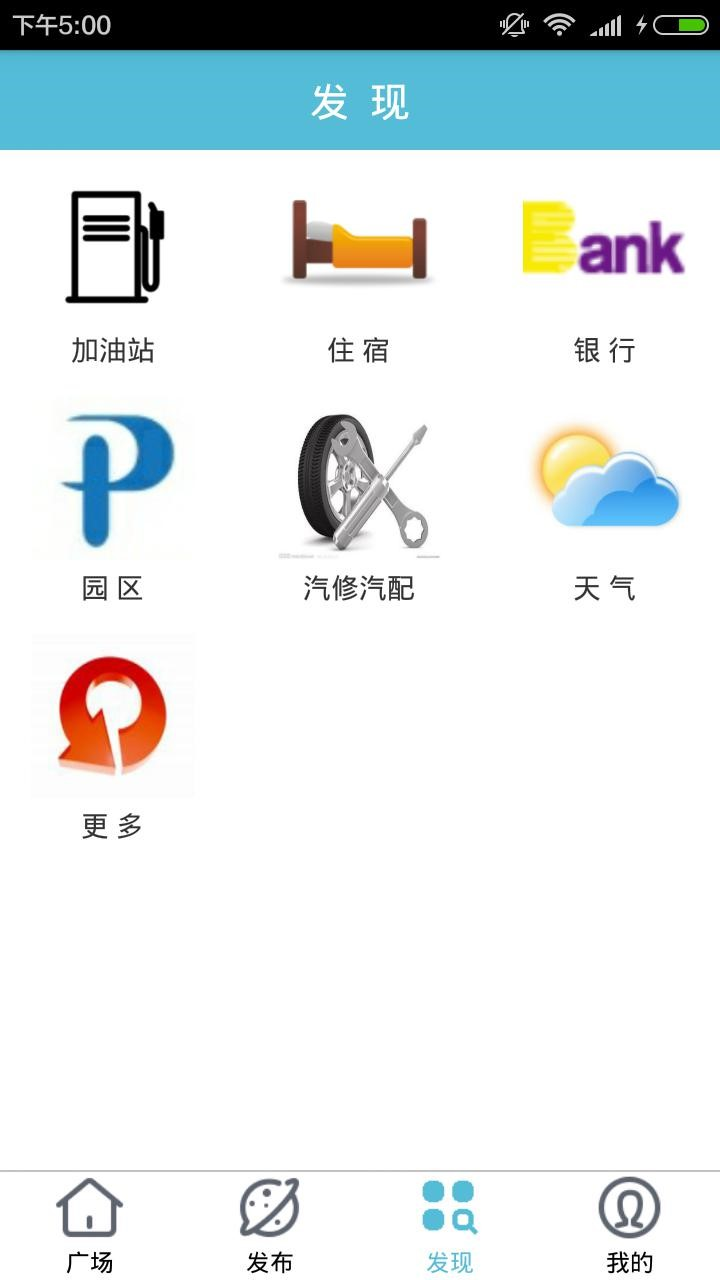 下午5:00
发 现
Bank
加油站
住 宿
银 行
园 区
汽修汽配
天 气
更 多
广场
发布
发现
我的